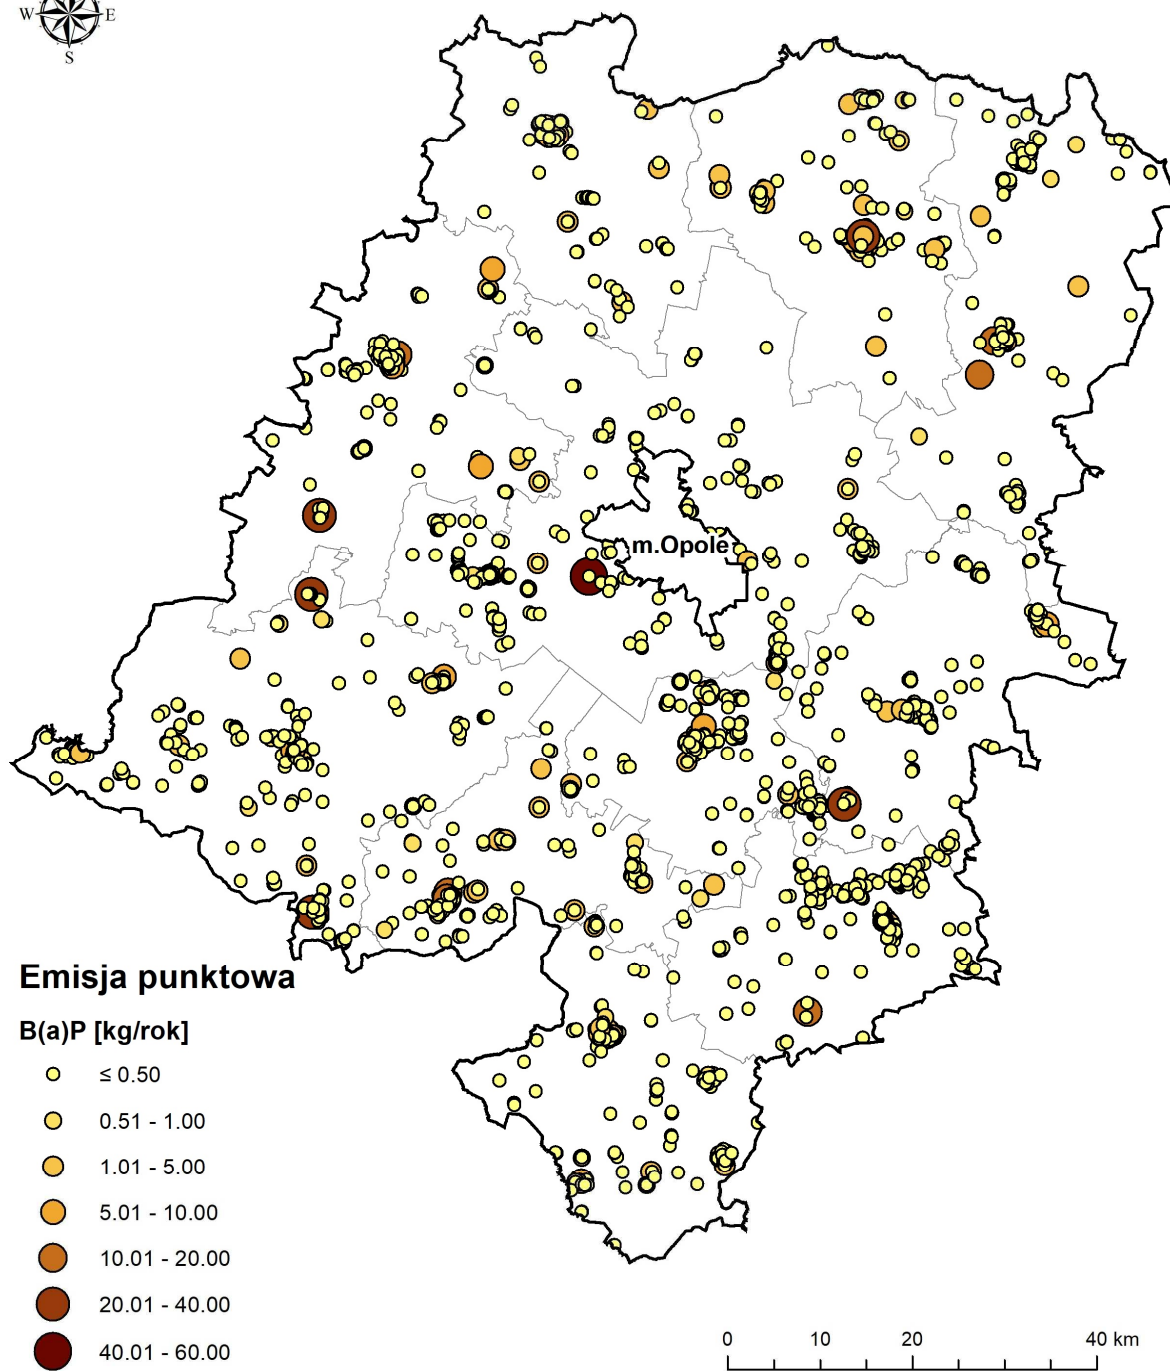 W E
S
m.Opole
Emisja punktowa
B(a)P [kg/rok]
≤ 0.50
0.51 - 1.00
1.01 - 5.00
5.01 - 10.00
10.01 - 20.00
20.01 - 40.00
40.01 - 60.00
0 10 20 40 km